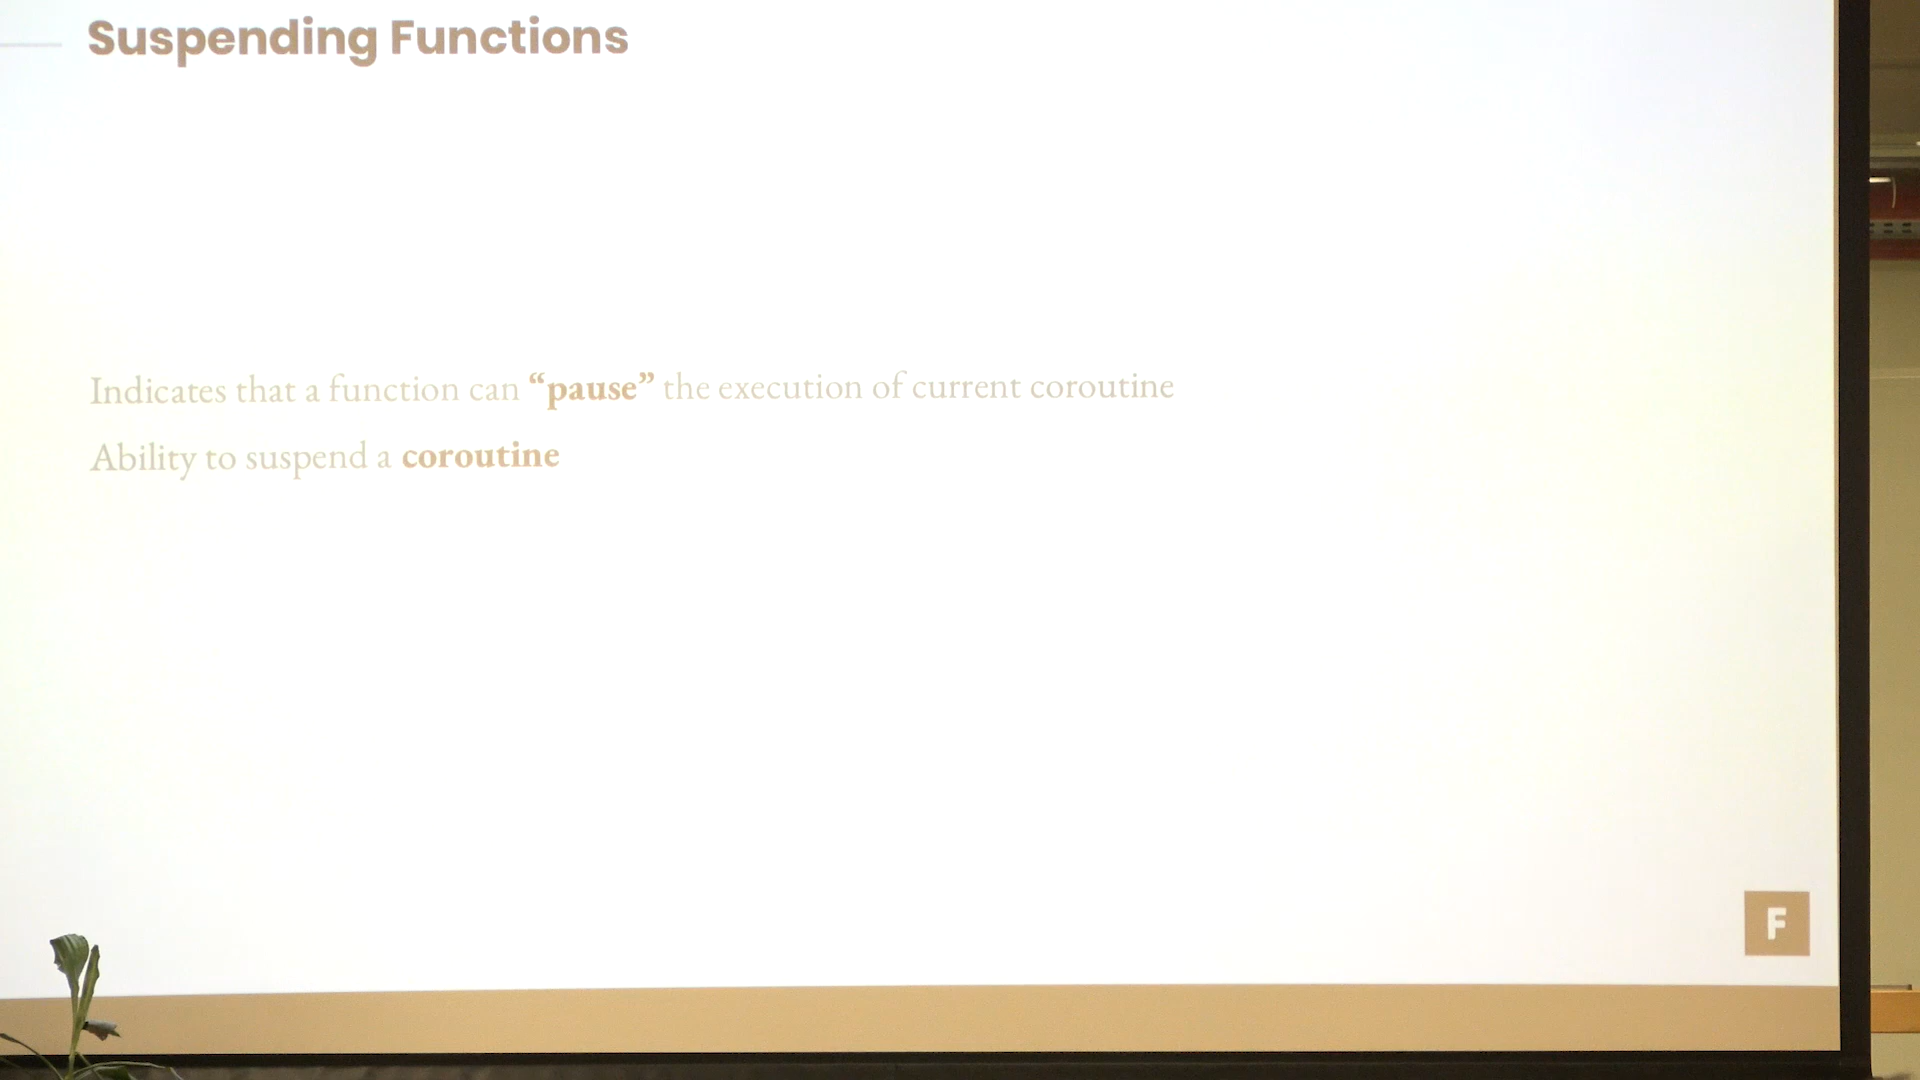 Suspending Functions
Indicates that a function can “pause” the execution of current coroutine
Ability to suspend a coroutine
F